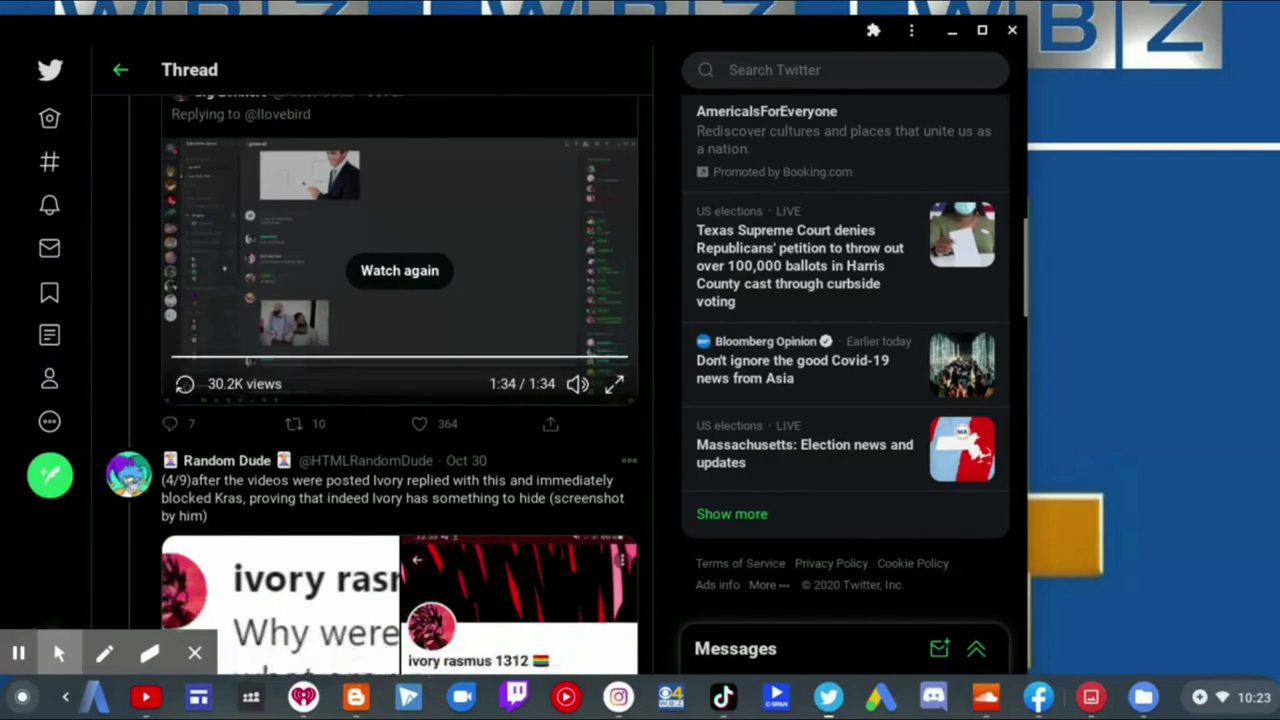 WBZ
Thread
Search Twitter
Replying to @Ilovebird
Watch again
30.2K views
1:34 / 1:34
7
10
364
Random Dude
@HTMLRandomDude · Oct 30
(4/9)after the videos were posted Ivory replied with this and immediately
blocked Kras, proving that indeed Ivory has something to hide (screenshot
by him)
ivory
Why were
ivory rasmus 1312
AmericaIsForEveryone
Rediscover cultures and places that unite us as
a nation.
Promoted by Booking.com
US elections · LIVE
Texas Supreme Court denies
Republicans' petition to throw out
over 100,000 ballots in Harris
County cast through curbside
voting
Bloomberg Opinion · Earlier today
Don't ignore the good Covid-19
news from Asia
US elections · LIVE
Massachusetts: Election news and
updates
MA
Show more
Terms of Service Privacy Policy Cookie Policy
Ads info More ··· © 2020 Twitter, Inc.
Messages
4
WBZ
C-SPAN
10:23